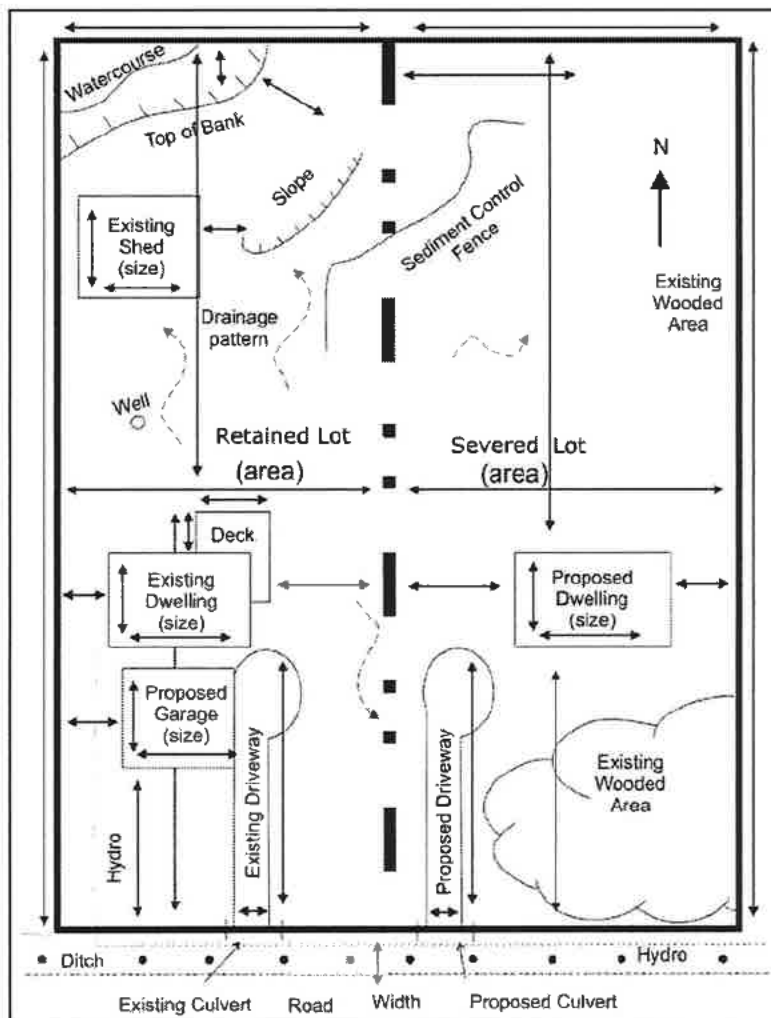 Watercourse
Top of Bank
Slope
Sediment Control
Fence
N
Existing
Shed
(size)
Existing
Wooded
Area
Drainage
pattern
Well
Retained Lot
(area)
Severed Lot
(area)
Deck
Existing
Dwelling
(size)
Proposed
Dwelling
(size)
Proposed
Garage
(size)
Existing Driveway
Proposed Driveway
Existing
Wooded
Area
Hydro
Ditch
Hydro
Existing Culvert
Road
Width
Proposed Culvert